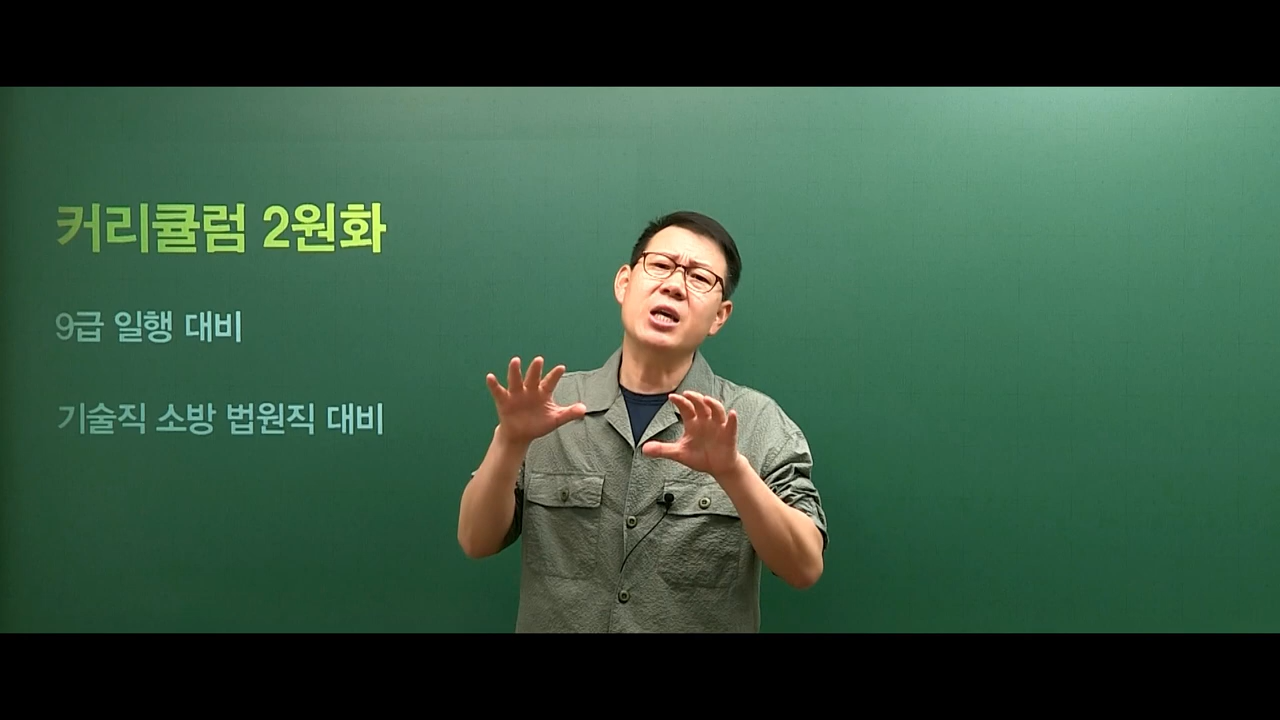 커리큘럼 2원화
9급 일행 대비
기술직 소방 법원직 대비